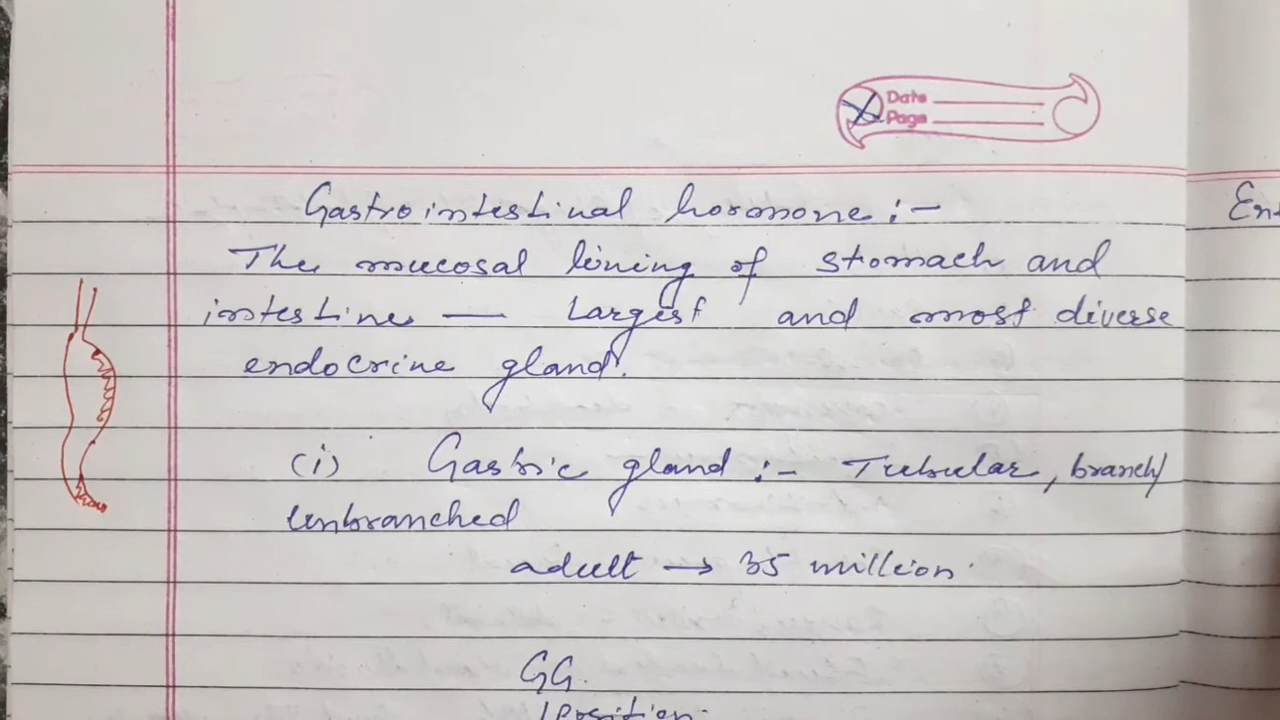 Date
Page
Gastrointestinal hormone :-
The mucosal lining of stomach and
intestine — Largest and most diverse
endocrine gland.
(i) Gastric gland :- Tubular, branch/
Unbranched
adult → 35 million.
GG.
(Position.